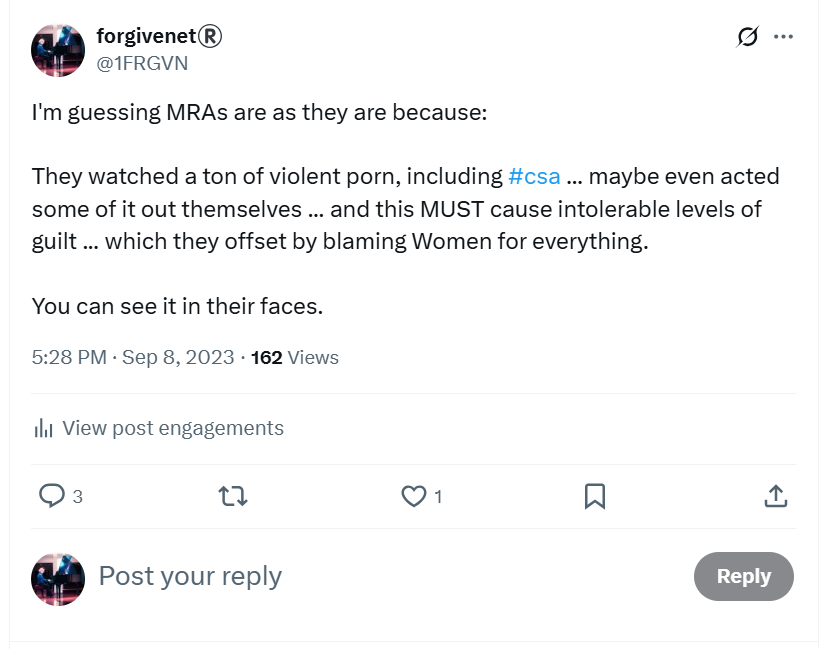 forgivenet®
@1FRGVN
I'm guessing MRAs are as they are because:
They watched a ton of violent porn, including #csa ... maybe even acted
some of it out themselves ... and this MUST cause intolerable levels of
guilt ... which they offset by blaming Women for everything.
You can see it in their faces.
5:28 PM · Sep 8, 2023 · 162 Views
View post engagements
3
1
Post your reply
Reply